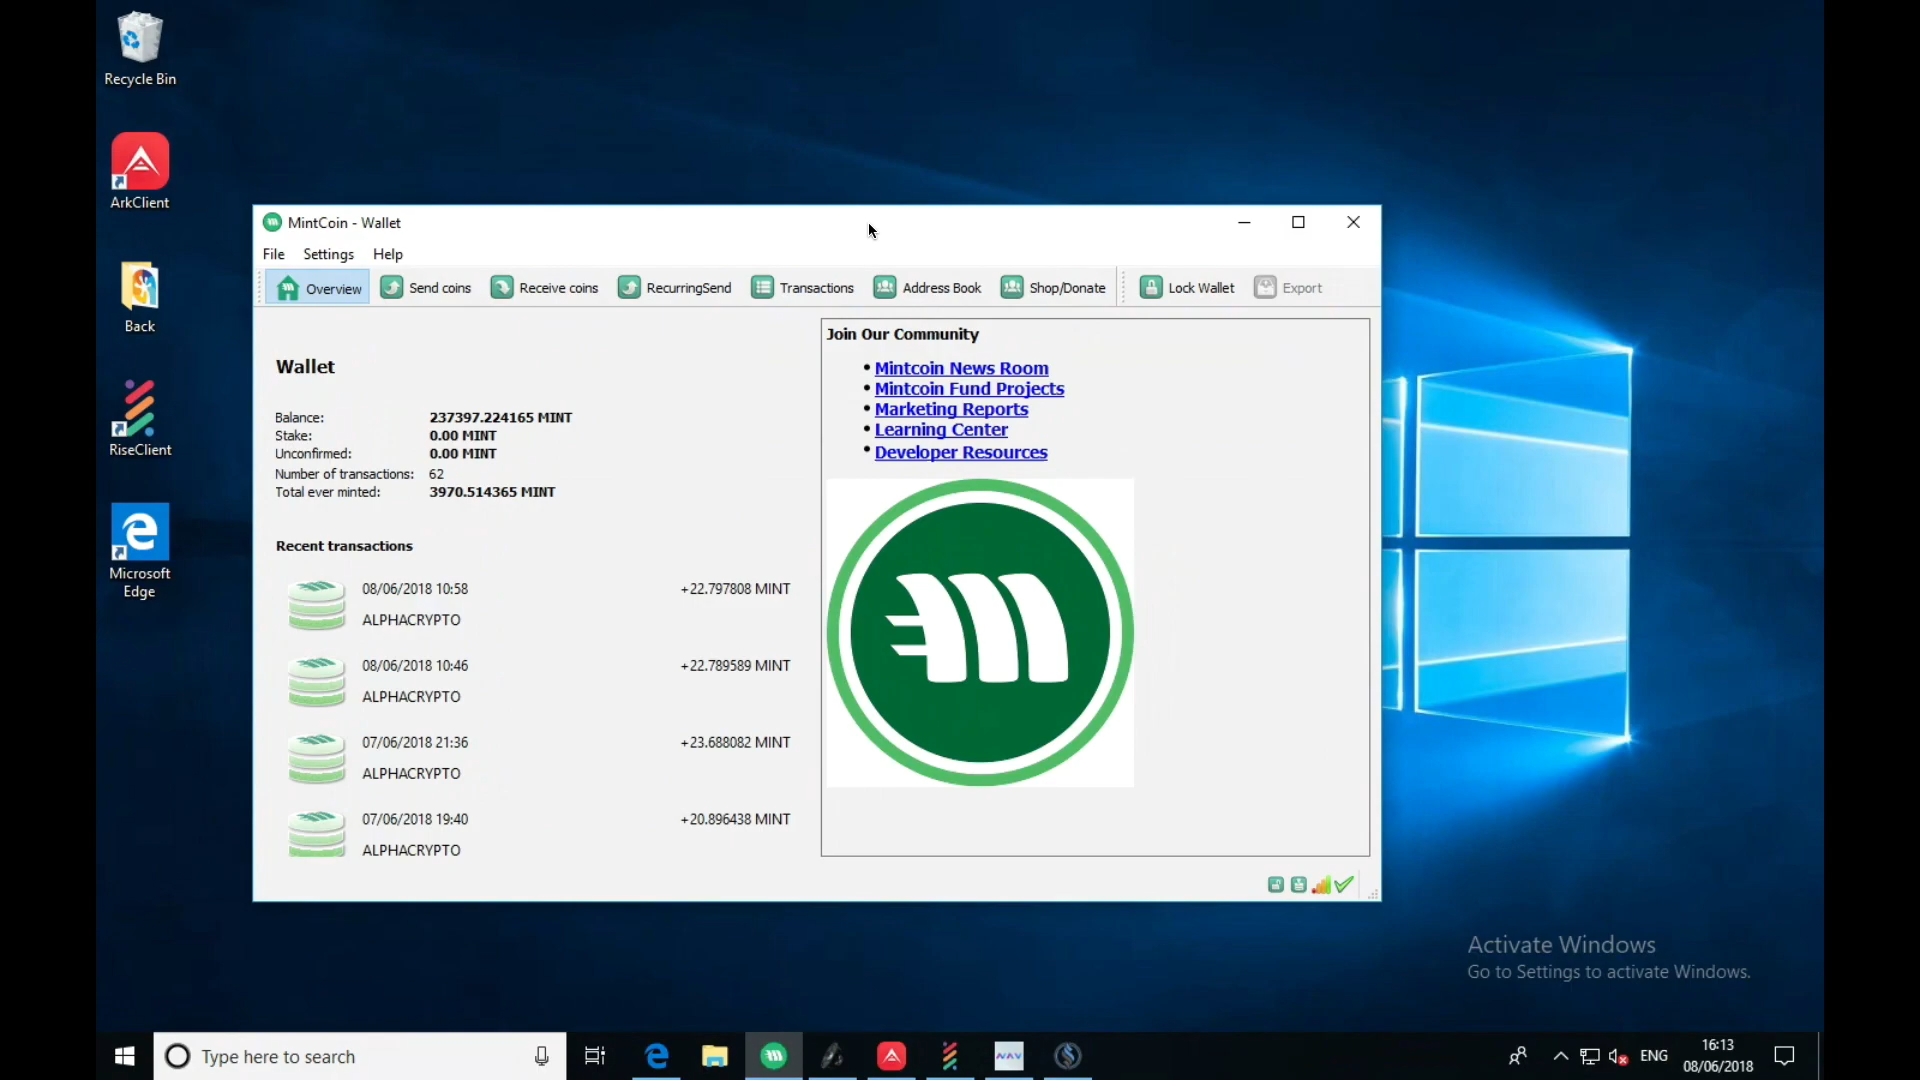 Recycle Bin
ArkClient
Back
RiseClient
Microsoft
Edge
MintCoin - Wallet
File Settings Help
Overview Send coins Receive coins RecurringSend Transactions Address Book Shop/Donate Lock Wallet Export
Wallet
Balance: 237397.224165 MINT
Stake: 0.00 MINT
Unconfirmed: 0.00 MINT
Number of transactions: 62
Total ever minted: 3970.514365 MINT
Recent transactions
08/06/2018 10:58 +22.797808 MINT
ALPHACRYPTO
08/06/2018 10:46 +22.789589 MINT
ALPHACRYPTO
07/06/2018 21:36 +23.688082 MINT
ALPHACRYPTO
07/06/2018 19:40 +20.896438 MINT
ALPHACRYPTO
Join Our Community
• Mintcoin News Room
• Mintcoin Fund Projects
• Marketing Reports
• Learning Center
• Developer Resources
Activate Windows
Go to Settings to activate Windows.
Type here to search
NAV
ENG
16:13
08/06/2018